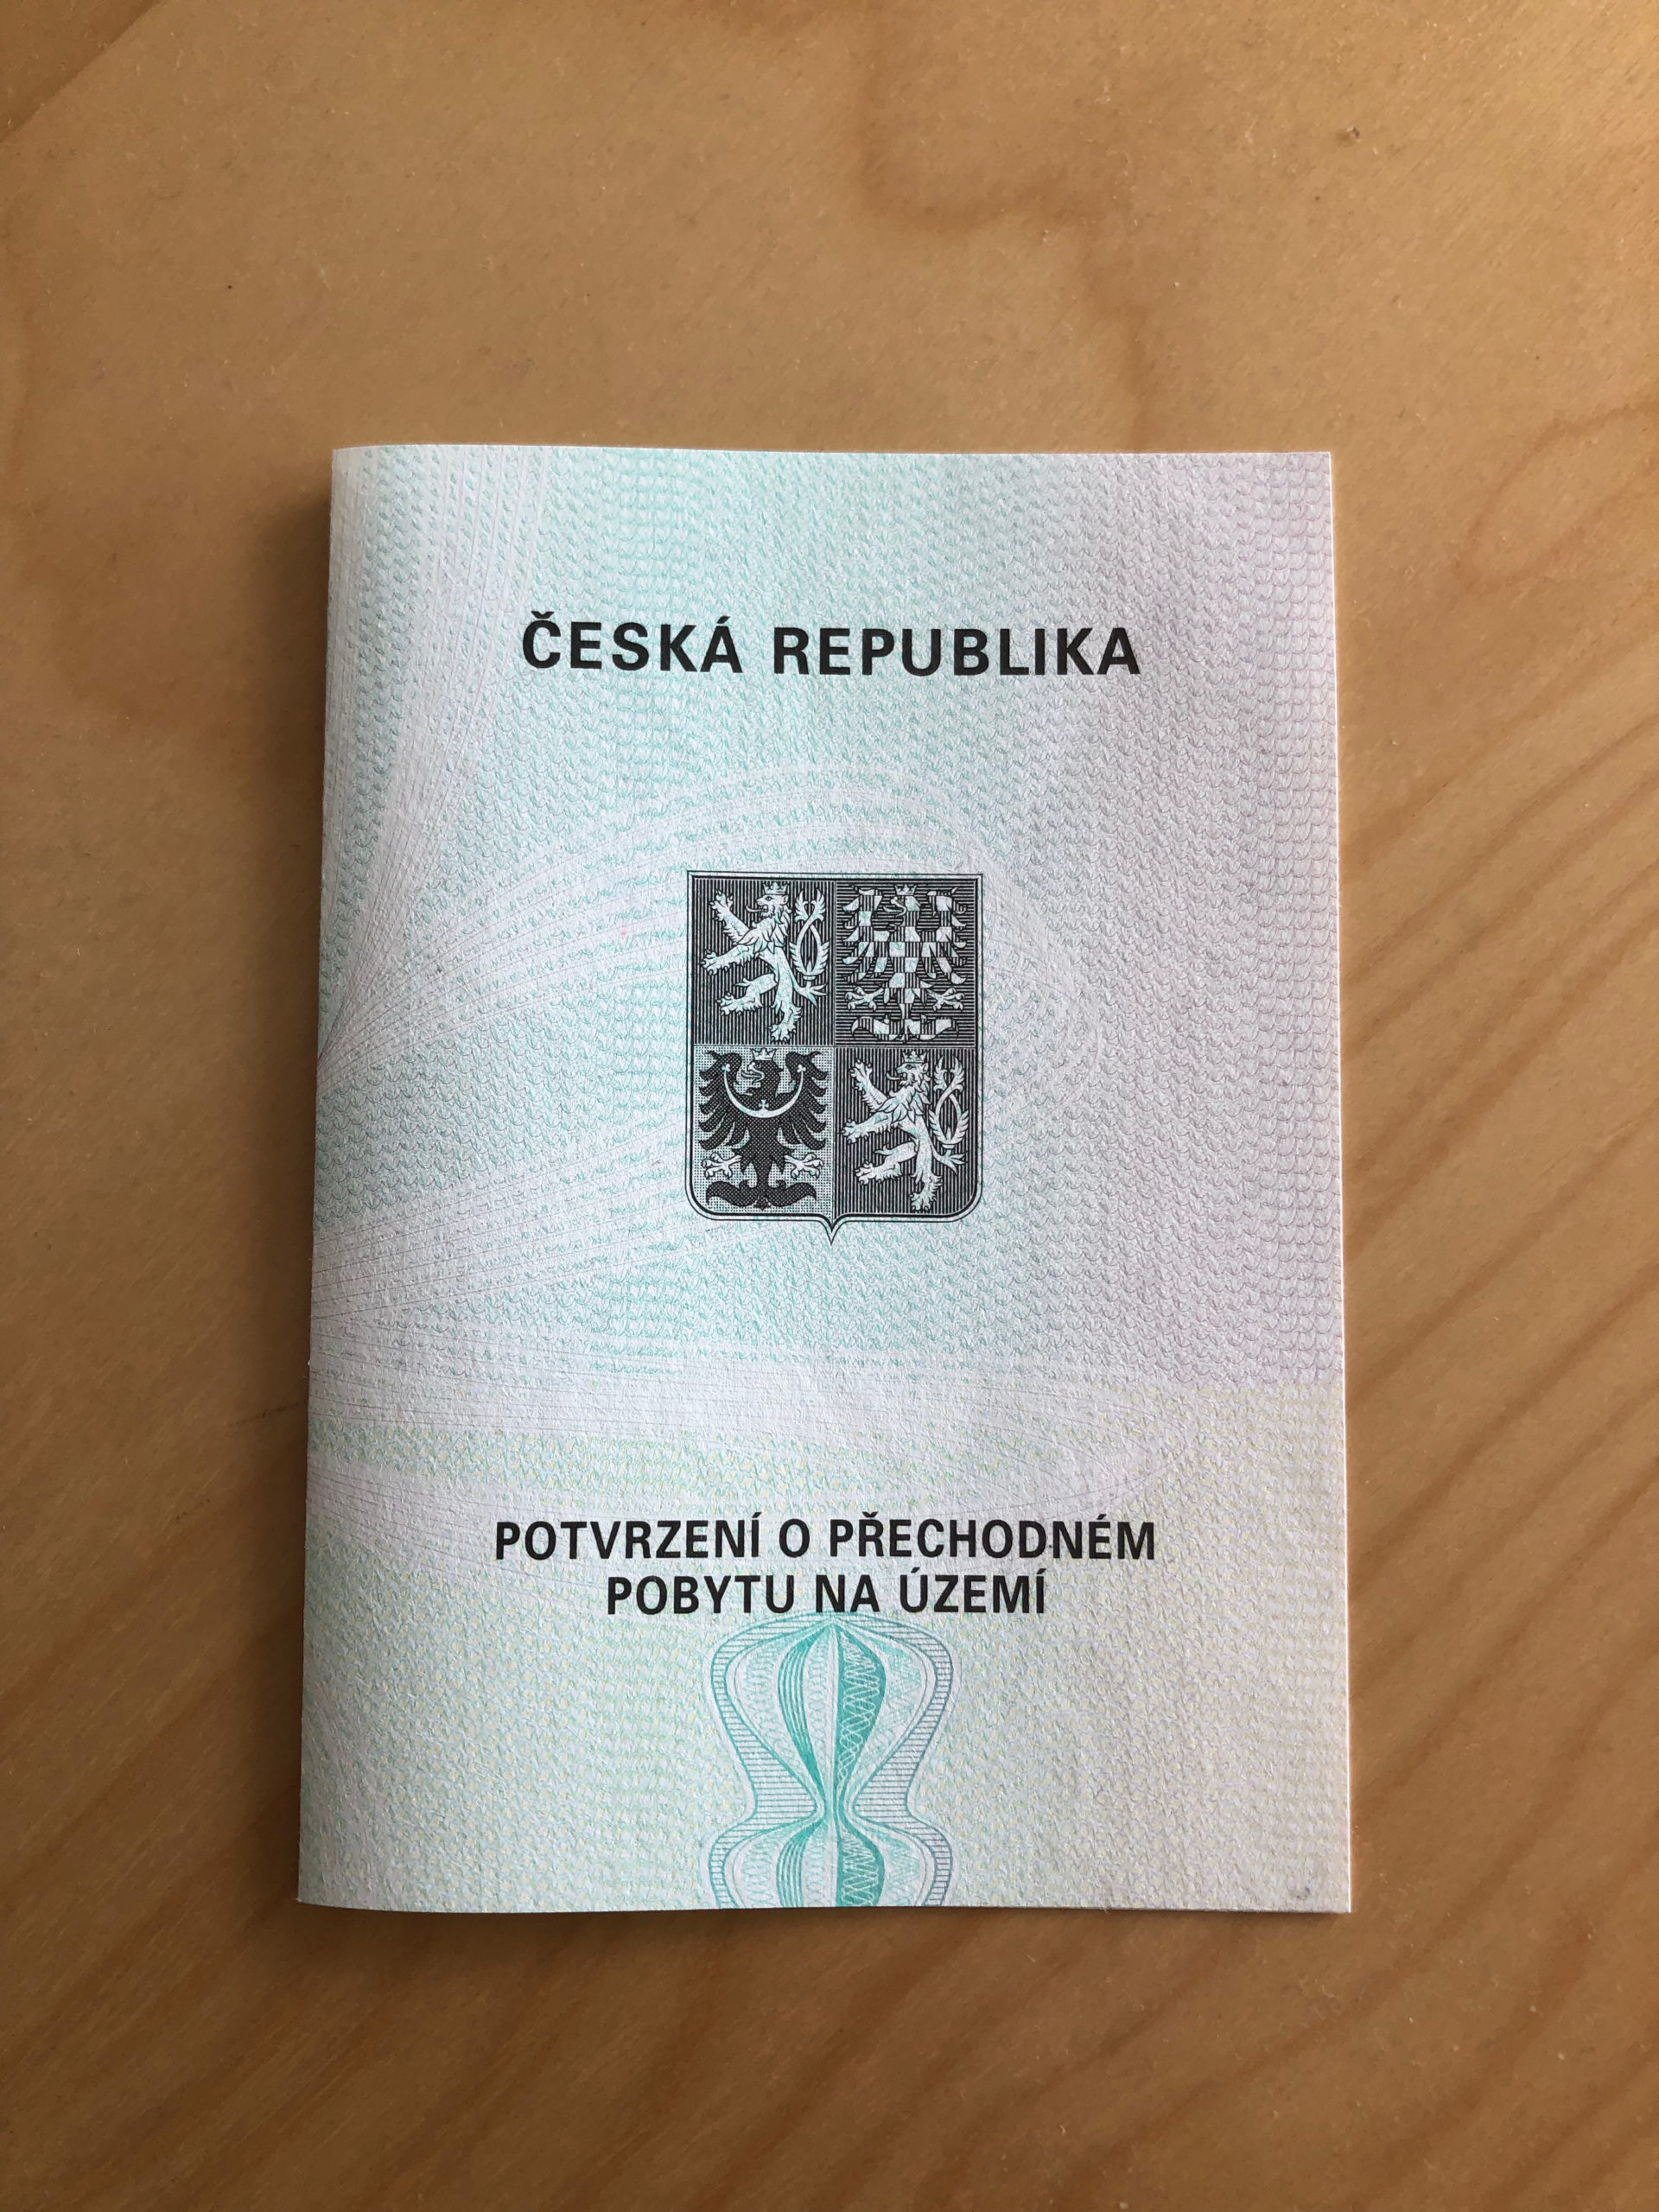 ČESKÁ REPUBLIKA
POTVRZENÍ O PŘECHODNÉM
POBYTU NA ÚZEMÍ